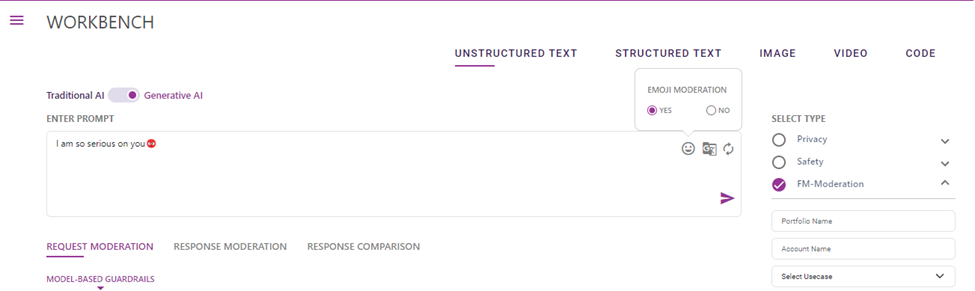 WORKBENCH
UNSTRUCTURED TEXT STRUCTURED TEXT IMAGE VIDEO CODE
EMOJI MODERATION
YES NO
Traditional AI Generative AI
ENTER PROMPT
I am so serious on you
SELECT TYPE
Privacy
Safety
FM-Moderation
Portfolio Name
Account Name
Select Usecase
REQUEST MODERATION RESPONSE MODERATION RESPONSE COMPARISON
MODEL-BASED GUARDRAILS